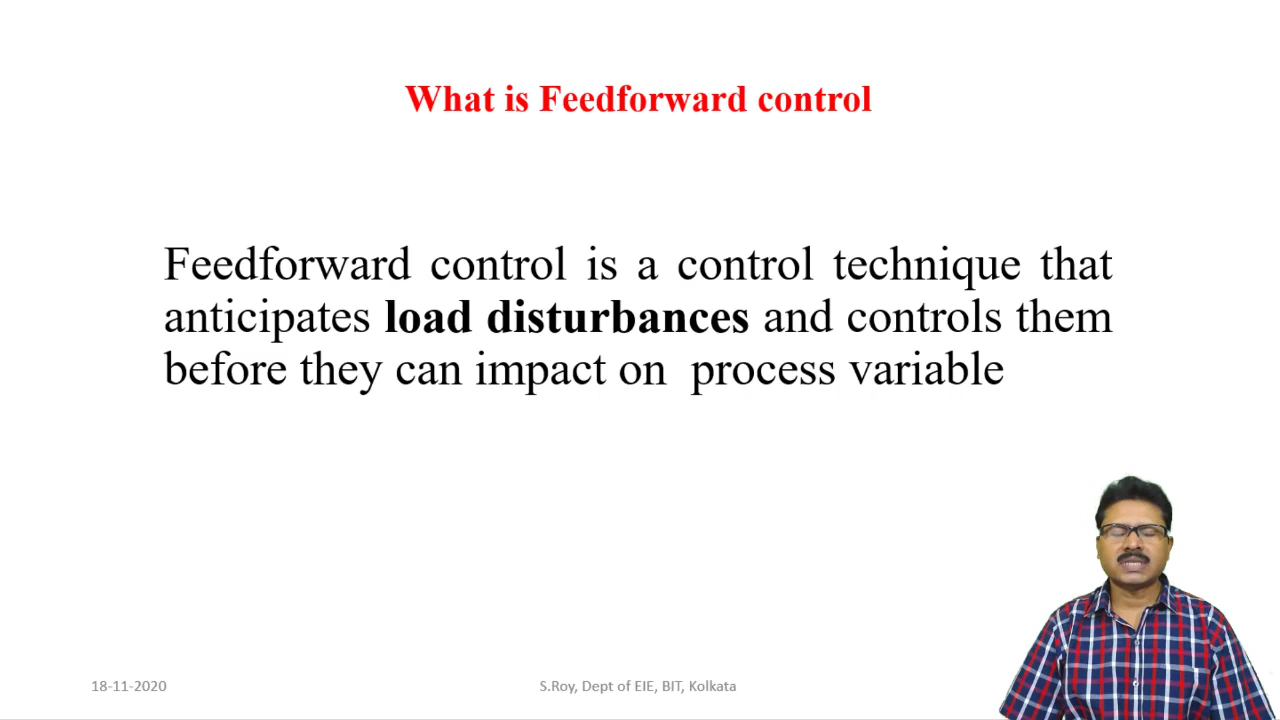 What is Feedforward control
Feedforward control is a control technique that
anticipates load disturbances and controls them
before they can impact on process variable
18-11-2020
S.Roy, Dept of EIE, BIT, Kolkata